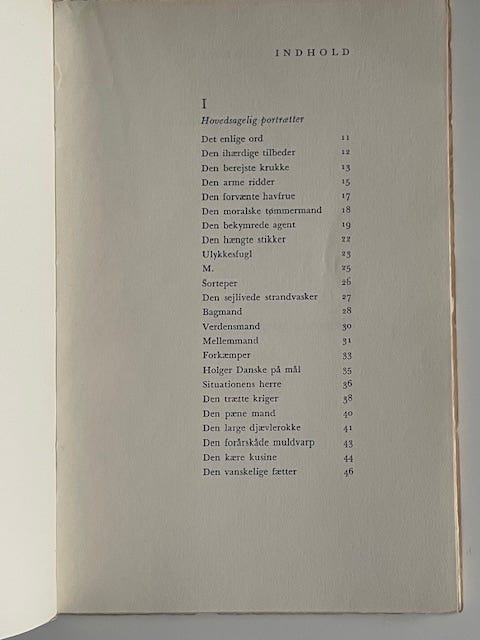 INDHOLD
I
Hovedsagelig portrætter
Det enlige ord 11
Den ihærdige tilbeder 12
Den berejste krukke 13
Den arme ridder 15
Den forvænte havfrue 17
Den moralske tømmermand 18
Den bekymrede agent 19
Den hængte stikker 22
Ulykkesfugl 23
M. 25
Sorteper 26
Den sejlivede strandvasker 27
Bagmand 28
Verdensmand 30
Mellemmand 31
Forkæmper 33
Holger Danske på mål 35
Situationens herre 36
Den trætte kriger 38
Den pæne mand 40
Den large djævlerokke 41
Den forårskåde muldvarp 43
Den kære kusine 44
Den vanskelige fætter 46